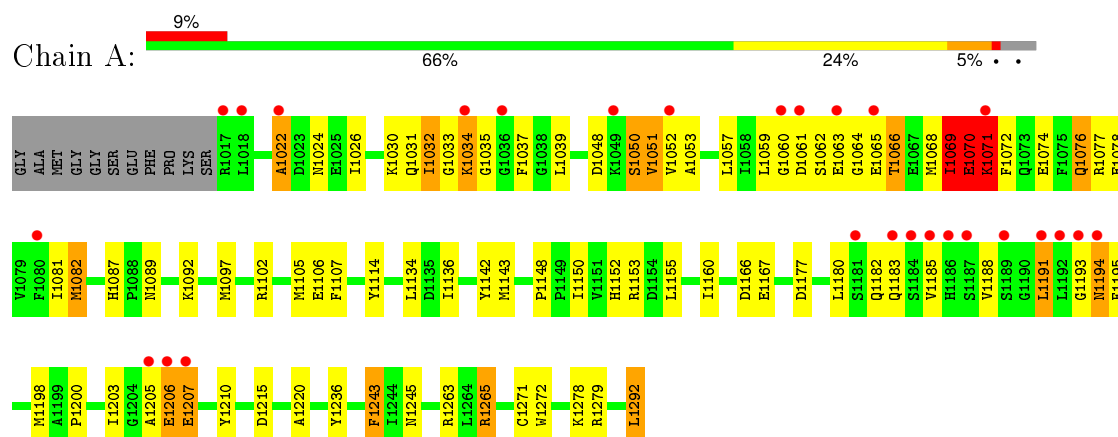 9%
Chain A:
66% 24% 5% • •
GLY ALA MET GLY GLY SER GLU PHE PRO LYS SER R1017 L1018 A1022 D1023 N1024 E1025 I1026 K1030 Q1031 I1032 G1033 K1034 G1035 G1036 F1037 G1038 L1039 D1048 K1049 S1050 V1051 V1052 A1053 L1057 I1058 L1059 G1060 D1061 S1062 E1063 G1064 E1065 T1066 E1067 M1068 I1069 E1070 K1071 F1072 Q1073 E1074 F1075 Q1076 R1077 E1078
V1079 F1080 I1081 M1082 H1087 P1088 N1089 K1092 M1097 R1102 M1105 E1106 F1107 Y1114 L1134 D1135 I1136 Y1142 M1143 P1148 P1149 I1150 V1151 H1152 R1153 D1154 L1155 I1160 D1166 E1167 D1177 L1180 S1181 Q1182 Q1183 S1184 V1185 H1186 S1187 V1188 S1189 G1190 L1191 L1192 G1193 N1194 F1195
M1198 A1199 P1200 I1203 G1204 A1205 E1206 E1207 Y1210 D1215 A1220 Y1236 F1243 I1244 N1245 R1263 L1264 R1265 C1271 W1272 K1278 R1279 L1292